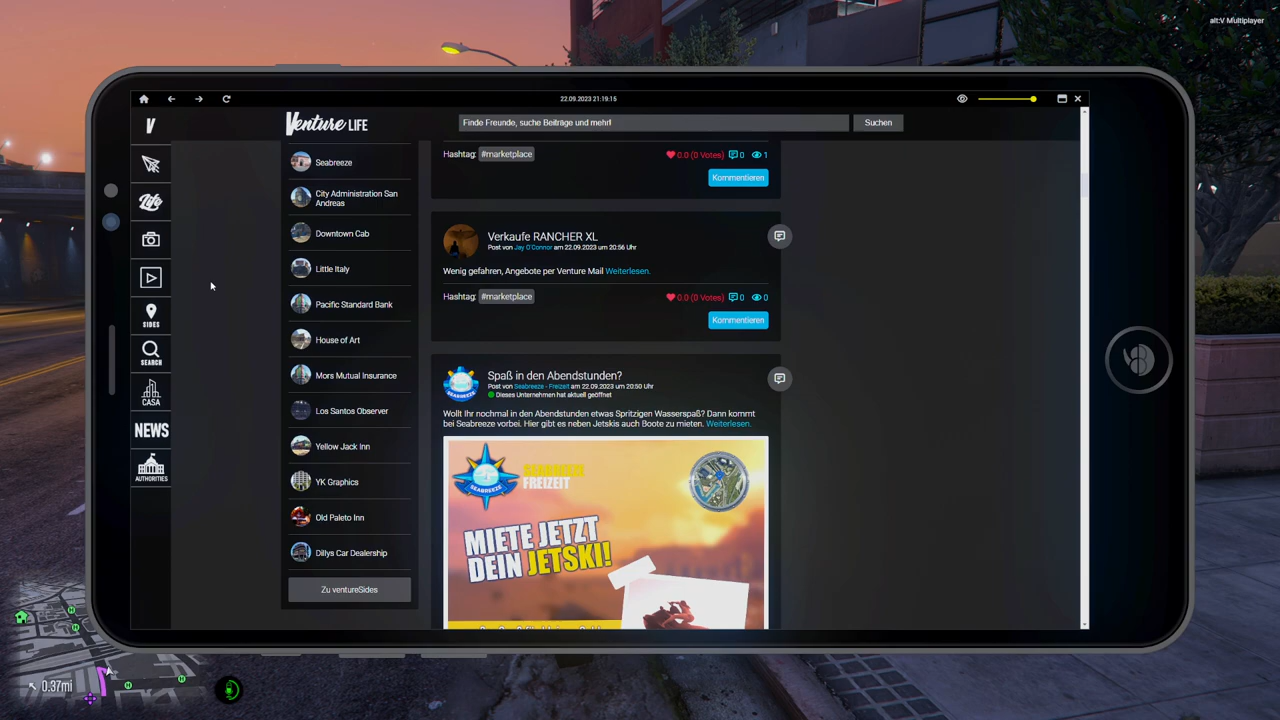 alt:V Multiplayer
22.09.2023 21:19:15
V
Venture LIFE
Finde Freunde, suche Beiträge und mehr!
Suchen
Life
SIDES
SEARCH
CASA
NEWS
AUTHORITIES
Seabreeze
City Administration San
Andreas
Downtown Cab
Little Italy
Pacific Standard Bank
House of Art
Mors Mutual Insurance
Los Santos Observer
Yellow Jack Inn
YK Graphics
Old Paleto Inn
Dillys Car Dealership
Zu ventureSides
Hashtag: #marketplace
0.0 (0 Votes) 0 1
Kommentieren
Verkaufe RANCHER XL
Post von Jay O'Connor am 22.09.2023 um 20:56 Uhr
Wenig gefahren, Angebote per Venture Mail Weiterlesen.
Hashtag: #marketplace
0.0 (0 Votes) 0 0
Kommentieren
Spaß in den Abendstunden?
Post von Seabreeze - Freizeit am 22.09.2023 um 20:50 Uhr
Dieses Unternehmen hat aktuell geöffnet
Wollt Ihr nochmal in den Abendstunden etwas Spritzigen Wasserspaß? Dann kommt
bei Seabreeze vorbei. Hier gibt es neben Jetskis auch Boote zu mieten. Weiterlesen.
SEABREEZE
SEABREEZE
FREIZEIT
MIETE JETZT
DEIN JETSKI!
0.37mi